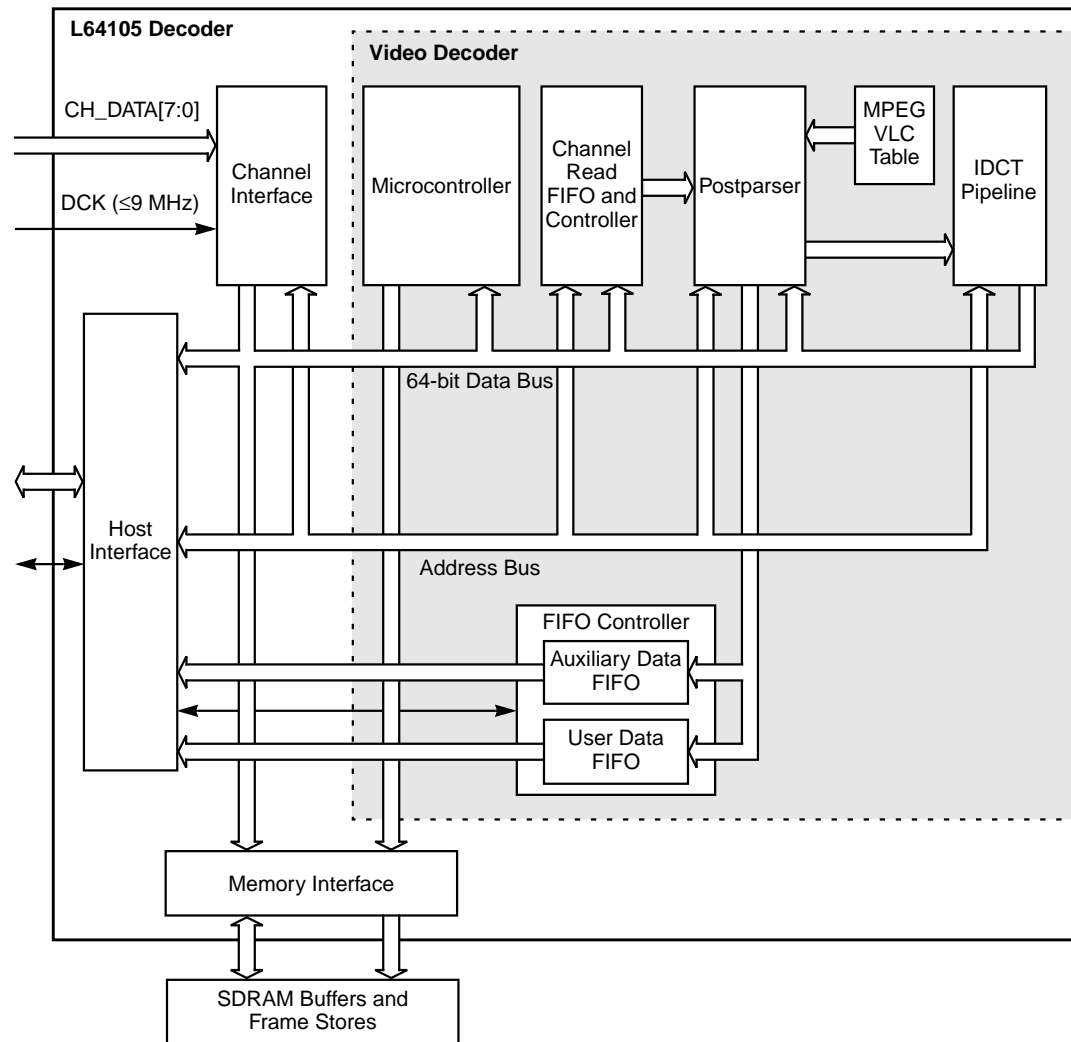 L64105 Decoder
Video Decoder
CH_DATA[7:0]
DCK (≤9 MHz)
Channel
Interface
Microcontroller
Channel
Read
FIFO and
Controller
Postparser
MPEG
VLC
Table
IDCT
Pipeline
64-bit Data Bus
Host
Interface
Address Bus
FIFO Controller
Auxiliary Data
FIFO
User Data
FIFO
Memory Interface
SDRAM Buffers and
Frame Stores